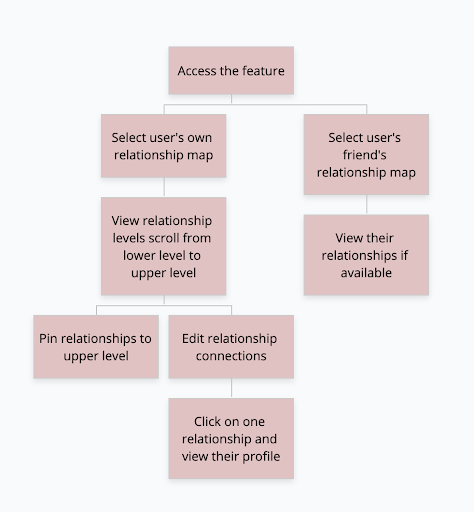 Access the feature
Select user's own
relationship map
Select user's
friend's
relationship map
View relationship
levels scroll from
lower level to
upper level
View their
relationships if
available
Pin relationships to
upper level
Edit relationship
connections
Click on one
relationship and
view their profile